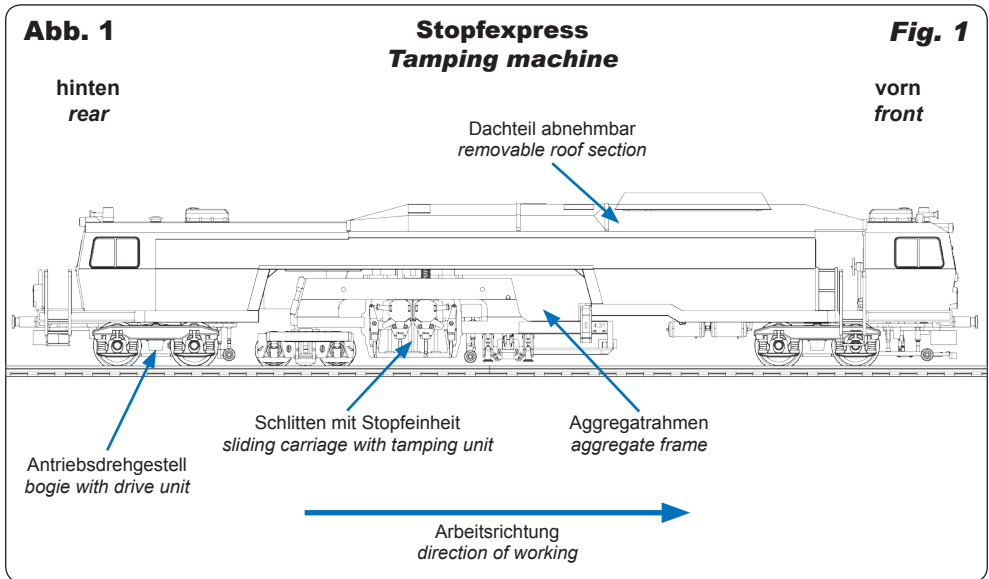 Abb. 1
Stopfexpress
Tamping machine
Fig. 1
hinten
rear
vorn
front
Dachteil abnehmbar
removable roof section
Schlitten mit Stopfeinheit
sliding carriage with tamping unit
Aggregatrahmen
aggregate frame
Antriebsdrehgestell
bogie with drive unit
Arbeitsrichtung
direction of working